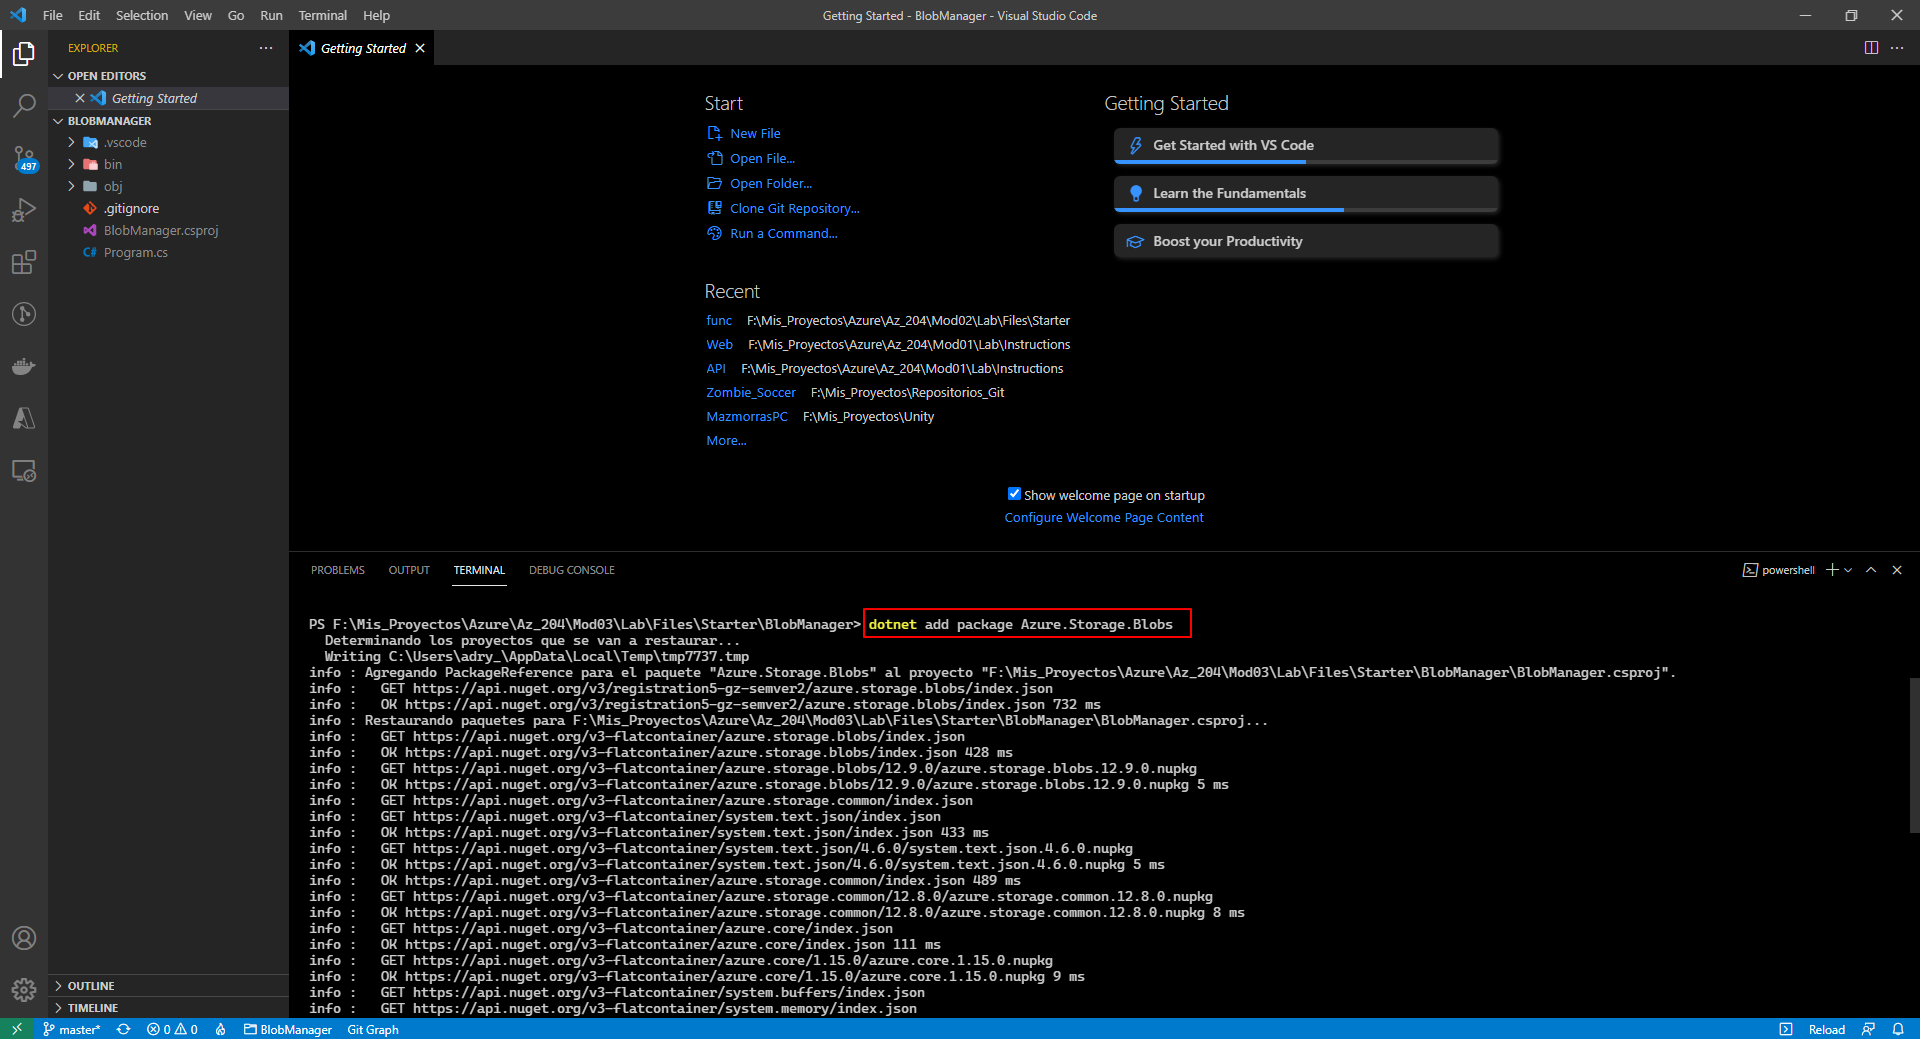 File Edit Selection View Go Run Terminal Help
Getting Started - BlobManager - Visual Studio Code
EXPLORER
OPEN EDITORS
Getting Started
BLOBMANAGER
.vscode
bin
obj
.gitignore
BlobManager.csproj
C# Program.cs
497
OUTLINE
TIMELINE
Getting Started
Start
New File
Open File...
Open Folder...
Clone Git Repository...
Run a Command...
Recent
func F:\Mis_Proyectos\Azure\Az_204\Mod02\Lab\Files\Starter
Web F:\Mis_Proyectos\Azure\Az_204\Mod01\Lab\Instructions
API F:\Mis_Proyectos\Azure\Az_204\Mod01\Lab\Instructions
Zombie_Soccer F:\Mis_Proyectos\Repositorios_Git
MazmorrasPC F:\Mis_Proyectos\Unity
More...
Getting Started
Get Started with VS Code
Learn the Fundamentals
Boost your Productivity
Show welcome page on startup
Configure Welcome Page Content
PROBLEMS OUTPUT TERMINAL DEBUG CONSOLE
powershell
PS F:\Mis_Proyectos\Azure\Az_204\Mod03\Lab\Files\Starter\BlobManager> dotnet add package Azure.Storage.Blobs
Determinando los proyectos que se van a restaurar...
Writing C:\Users\adry_\AppData\Local\Temp\tmp7737.tmp
info : Agregando PackageReference para el paquete "Azure.Storage.Blobs" al proyecto "F:\Mis_Proyectos\Azure\Az_204\Mod03\Lab\Files\Starter\BlobManager\BlobManager.csproj".
info :   GET https://api.nuget.org/v3/registration5-gz-semver2/azure.storage.blobs/index.json
info :   OK https://api.nuget.org/v3/registration5-gz-semver2/azure.storage.blobs/index.json 732 ms
info : Restaurando paquetes para F:\Mis_Proyectos\Azure\Az_204\Mod03\Lab\Files\Starter\BlobManager\BlobManager.csproj...
info :   GET https://api.nuget.org/v3-flatcontainer/azure.storage.blobs/index.json
info :   OK https://api.nuget.org/v3-flatcontainer/azure.storage.blobs/index.json 428 ms
info :   GET https://api.nuget.org/v3-flatcontainer/azure.storage.blobs/12.9.0/azure.storage.blobs.12.9.0.nupkg
info :   OK https://api.nuget.org/v3-flatcontainer/azure.storage.blobs/12.9.0/azure.storage.blobs.12.9.0.nupkg 5 ms
info :   GET https://api.nuget.org/v3-flatcontainer/azure.storage.common/index.json
info :   GET https://api.nuget.org/v3-flatcontainer/system.text.json/index.json
info :   OK https://api.nuget.org/v3-flatcontainer/system.text.json/index.json 433 ms
info :   GET https://api.nuget.org/v3-flatcontainer/system.text.json/4.6.0/system.text.json.4.6.0.nupkg
info :   OK https://api.nuget.org/v3-flatcontainer/system.text.json/4.6.0/system.text.json.4.6.0.nupkg 5 ms
info :   OK https://api.nuget.org/v3-flatcontainer/azure.storage.common/index.json 489 ms
info :   GET https://api.nuget.org/v3-flatcontainer/azure.storage.common/12.8.0/azure.storage.common.12.8.0.nupkg
info :   OK https://api.nuget.org/v3-flatcontainer/azure.storage.common/12.8.0/azure.storage.common.12.8.0.nupkg 8 ms
info :   GET https://api.nuget.org/v3-flatcontainer/azure.core/index.json
info :   OK https://api.nuget.org/v3-flatcontainer/azure.core/index.json 111 ms
info :   GET https://api.nuget.org/v3-flatcontainer/azure.core/1.15.0/azure.core.1.15.0.nupkg
info :   OK https://api.nuget.org/v3-flatcontainer/azure.core/1.15.0/azure.core.1.15.0.nupkg 9 ms
info :   GET https://api.nuget.org/v3-flatcontainer/system.buffers/index.json
info :   GET https://api.nuget.org/v3-flatcontainer/system.memory/index.json
master* 0 0 BlobManager Git Graph Reload